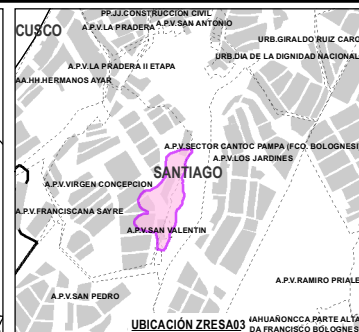 PP.JJ.CONSTRUCCION CIVIL
CUSCO
A.P.V.LA PRADERA
A.P.V.SAN ANTONIO
URB.GIRALDO RUIZ CARO
URB.DIA DE LA DIGNIDAD NACIONAL
A.P.V.LA PRADERA II ETAPA
AA.HH.HERMANOS AYAR
A.P.V.SECTOR CANTOC PAMPA (FCO. BOLOGNESI
A.P.V.LOS JARDINES
SANTIAGO
A.P.V.VIRGEN CONCEPCION
A.P.V.FRANCISCANA SAYRE
A.P.V.SAN VALENTIN
A.P.V.RAMIRO PRIALE
A.P.V.SAN PEDRO
UBICACIÓN ZRESA03
PARTE ALTA
DA FRANCISCO BOLOGNES